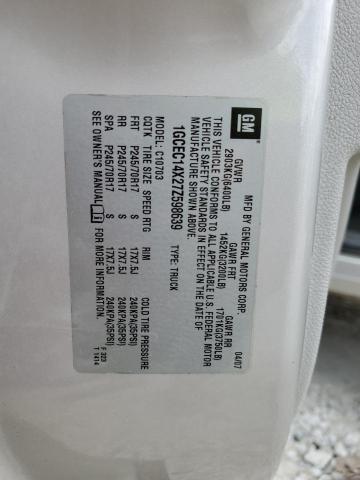 GM
MFD BY GENERAL MOTORS CORP. 04/07
GVWR GAWR FRT GAWR RR
2903KG(6400LB) 1452KG(3200LB) 1701KG(3750LB)
THIS VEHICLE CONFORMS TO ALL APPLICABLE U.S. FEDERAL MOTOR
VEHICLE SAFETY STANDARDS IN EFFECT ON THE DATE OF
MANUFACTURE SHOWN ABOVE.
1GCEC14X27Z598639 TYPE:TRUCK
MODEL: C10703
CQTK TIRE SIZE SPEED RTG RIM COLD TIRE PRESSURE
FRT P245/70R17 S 17X7.5J 240KPA(35PSI)
RR P245/70R17 S 17X7.5J 240KPA(35PSI)
SPA P245/70R17 S 17X7.5J 240KPA(35PSI)
SEE OWNER'S MANUAL FOR MORE INFORMATION.
F 323
T 1414